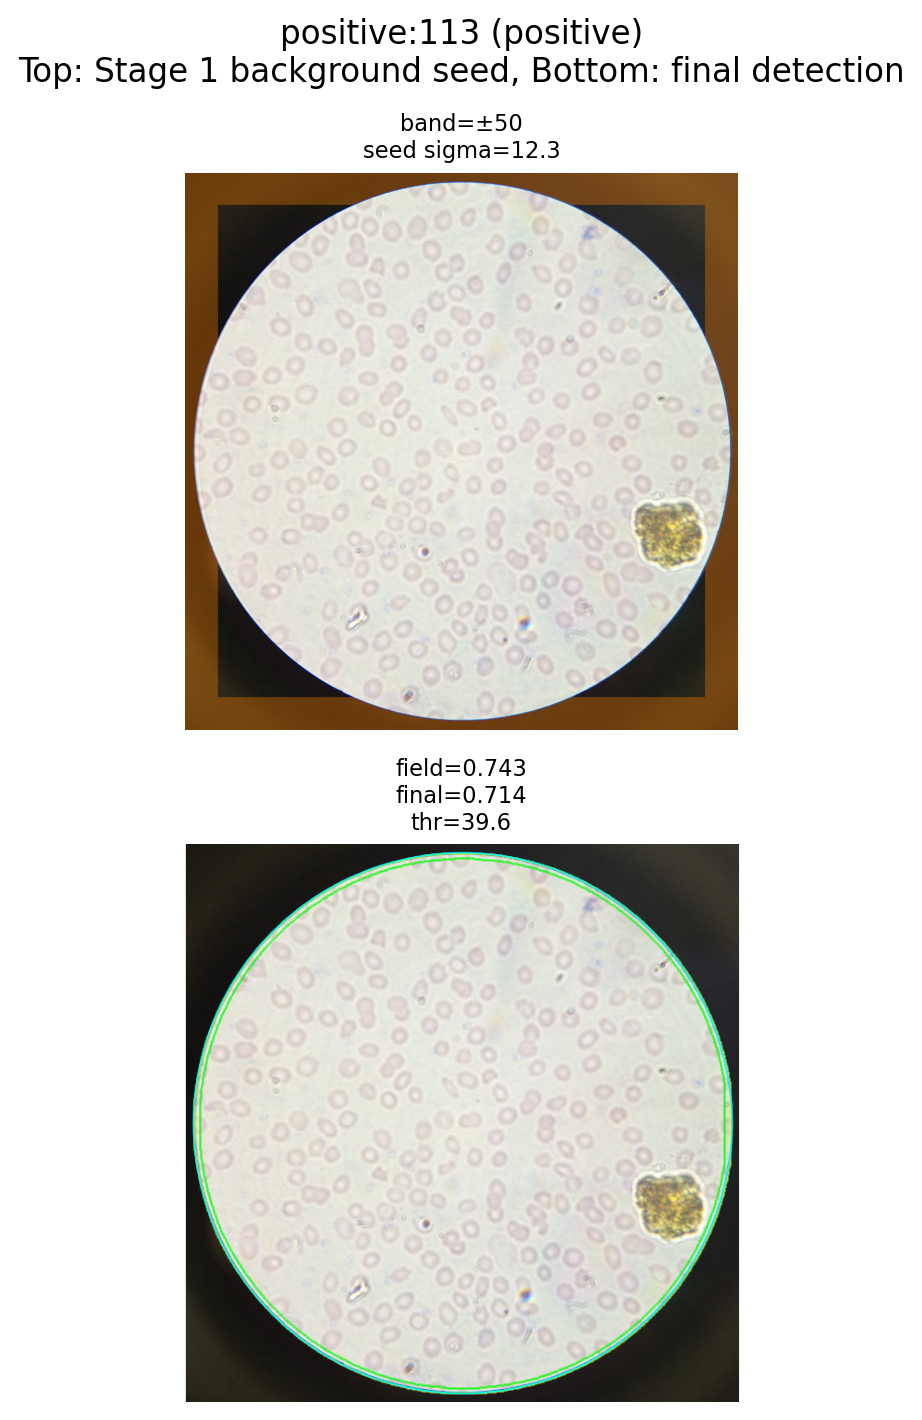 positive:113 (positive)
Top: Stage 1 background seed, Bottom: final detection
band=±50
seed sigma=12.3
field=0.743
final=0.714
thr=39.6